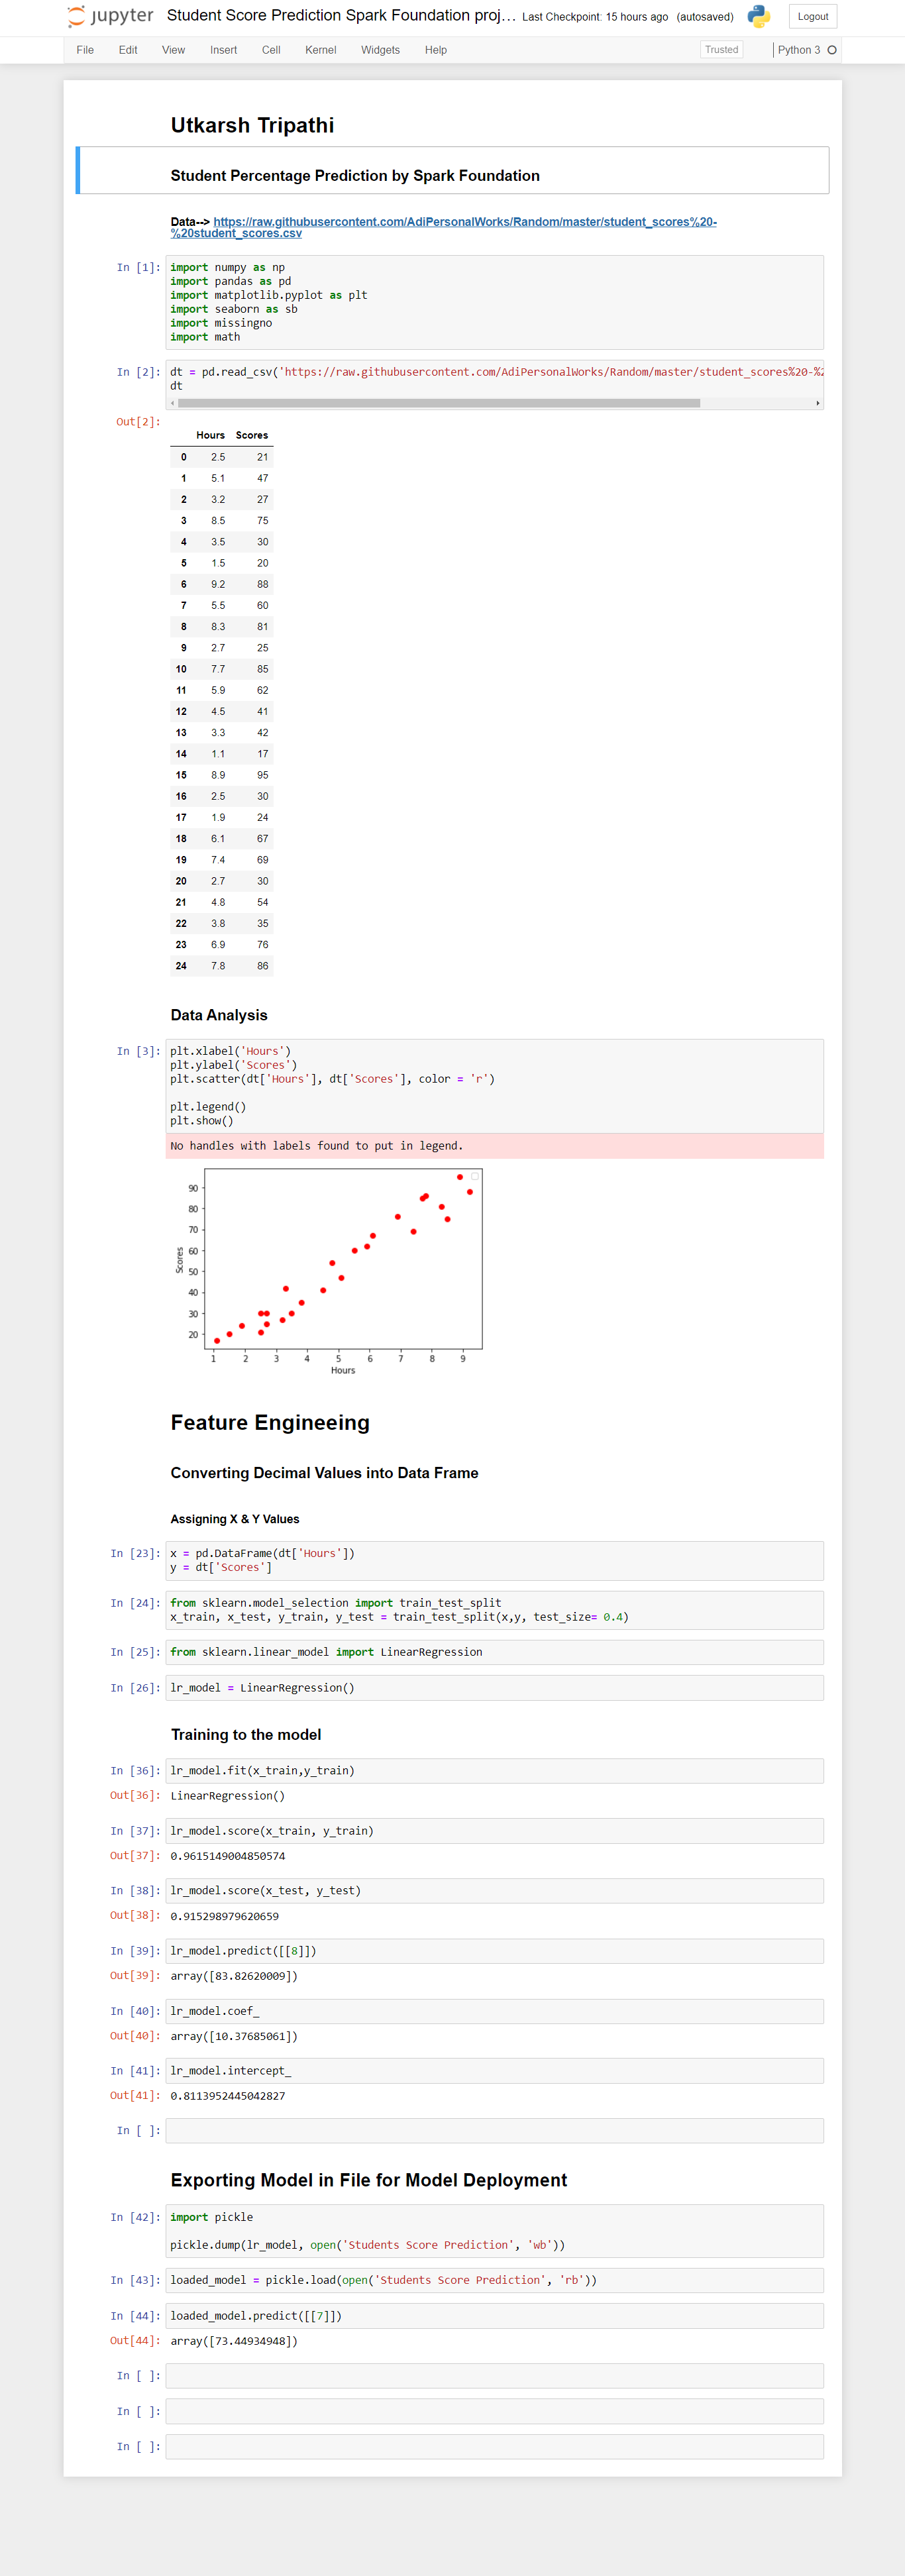 jupyter Student Score Prediction Spark Foundation proj... Last Checkpoint: 15 hours ago (autosaved) Logout
File Edit View Insert Cell Kernel Widgets Help Trusted Python 3
Utkarsh Tripathi
Student Percentage Prediction by Spark Foundation
Data--> https://raw.githubusercontent.com/AdiPersonalWorks/Random/master/student_scores%20-
%20student_scores.csv
In [1]: import numpy as np
import pandas as pd
import matplotlib.pyplot as plt
import seaborn as sb
import missingno
import math
In [2]: dt = pd.read_csv('https://raw.githubusercontent.com/AdiPersonalWorks/Random/master/student_scores%20-%2
dt
Out[2]:
Hours Scores
0 2.5 21
1 5.1 47
2 3.2 27
3 8.5 75
4 3.5 30
5 1.5 20
6 9.2 88
7 5.5 60
8 8.3 81
9 2.7 25
10 7.7 85
11 5.9 62
12 4.5 41
13 3.3 42
14 1.1 17
15 8.9 95
16 2.5 30
17 1.9 24
18 6.1 67
19 7.4 69
20 2.7 30
21 4.8 54
22 3.8 35
23 6.9 76
24 7.8 86
Data Analysis
In [3]: plt.xlabel('Hours')
plt.ylabel('Scores')
plt.scatter(dt['Hours'], dt['Scores'], color = 'r')
plt.legend()
plt.show()
No handles with labels found to put in legend.
90
80
70
60
50
40
30
20
Scores
1 2 3 4 5 6 7 8 9
Hours
Feature Engineeing
Converting Decimal Values into Data Frame
Assigning X & Y Values
In [23]: x = pd.DataFrame(dt['Hours'])
y = dt['Scores']
In [24]: from sklearn.model_selection import train_test_split
x_train, x_test, y_train, y_test = train_test_split(x,y, test_size= 0.4)
In [25]: from sklearn.linear_model import LinearRegression
In [26]: lr_model = LinearRegression()
Training to the model
In [36]: lr_model.fit(x_train,y_train)
Out[36]: LinearRegression()
In [37]: lr_model.score(x_train, y_train)
Out[37]: 0.9615149004850574
In [38]: lr_model.score(x_test, y_test)
Out[38]: 0.915298979620659
In [39]: lr_model.predict([[8]])
Out[39]: array([83.82620009])
In [40]: lr_model.coef_
Out[40]: array([10.37685061])
In [41]: lr_model.intercept_
Out[41]: 0.8113952445042827
In [ ]:
Exporting Model in File for Model Deployment
In [42]: import pickle
pickle.dump(lr_model, open('Students Score Prediction', 'wb'))
In [43]: loaded_model = pickle.load(open('Students Score Prediction', 'rb'))
In [44]: loaded_model.predict([[7]])
Out[44]: array([73.44934948])
In [ ]:
In [ ]:
In [ ]: